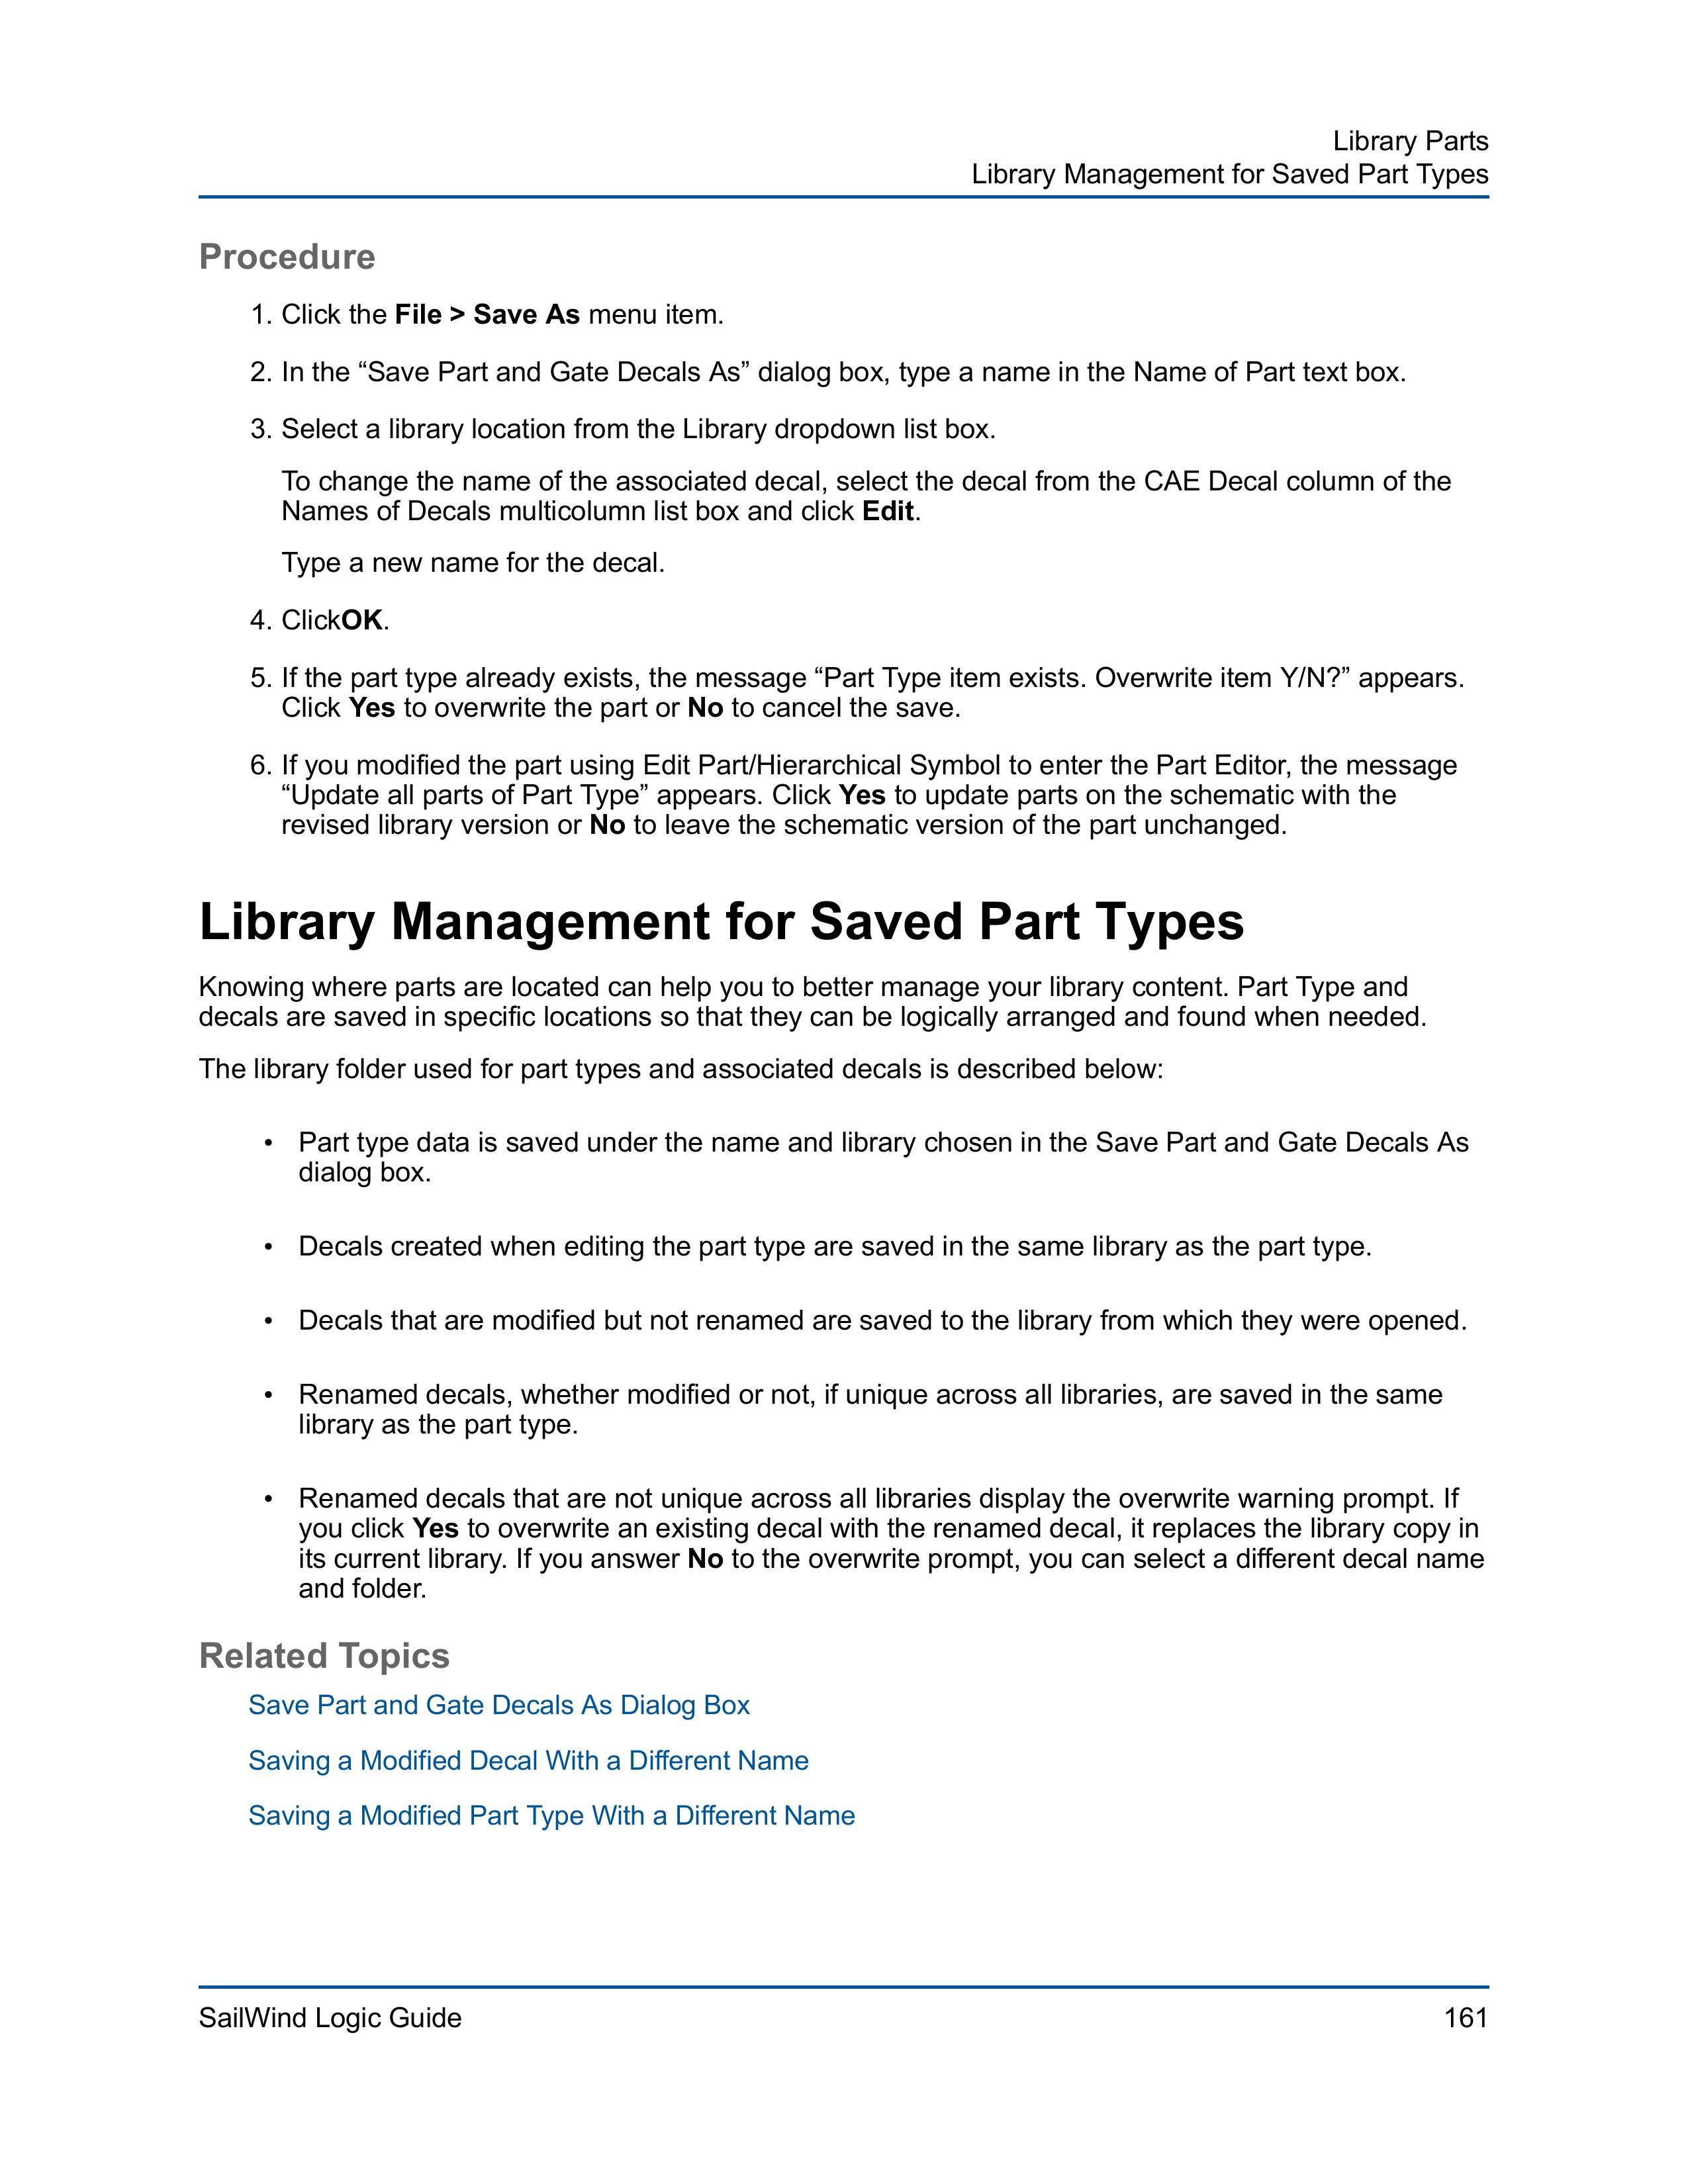 Library Parts
Library Management for Saved Part Types
Procedure
1. Click the File > Save As menu item.
2. In the “Save Part and Gate Decals As” dialog box, type a name in the Name of Part text box.
3. Select a library location from the Library dropdown list box.
To change the name of the associated decal, select the decal from the CAE Decal column of the
Names of Decals multicolumn list box and click Edit.
Type a new name for the decal.
4. ClickOK.
5. If the part type already exists, the message “Part Type item exists. Overwrite item Y/N?” appears.
Click Yes to overwrite the part or No to cancel the save.
6. If you modified the part using Edit Part/Hierarchical Symbol to enter the Part Editor, the message
“Update all parts of Part Type” appears. Click Yes to update parts on the schematic with the
revised library version or No to leave the schematic version of the part unchanged.
Library Management for Saved Part Types
Knowing where parts are located can help you to better manage your library content. Part Type and
decals are saved in specific locations so that they can be logically arranged and found when needed.
The library folder used for part types and associated decals is described below:
• Part type data is saved under the name and library chosen in the Save Part and Gate Decals As
dialog box.
• Decals created when editing the part type are saved in the same library as the part type.
• Decals that are modified but not renamed are saved to the library from which they were opened.
• Renamed decals, whether modified or not, if unique across all libraries, are saved in the same
library as the part type.
• Renamed decals that are not unique across all libraries display the overwrite warning prompt. If
you click Yes to overwrite an existing decal with the renamed decal, it replaces the library copy in
its current library. If you answer No to the overwrite prompt, you can select a different decal name
and folder.
Related Topics
Save Part and Gate Decals As Dialog Box
Saving a Modified Decal With a Different Name
Saving a Modified Part Type With a Different Name
SailWind Logic Guide
161